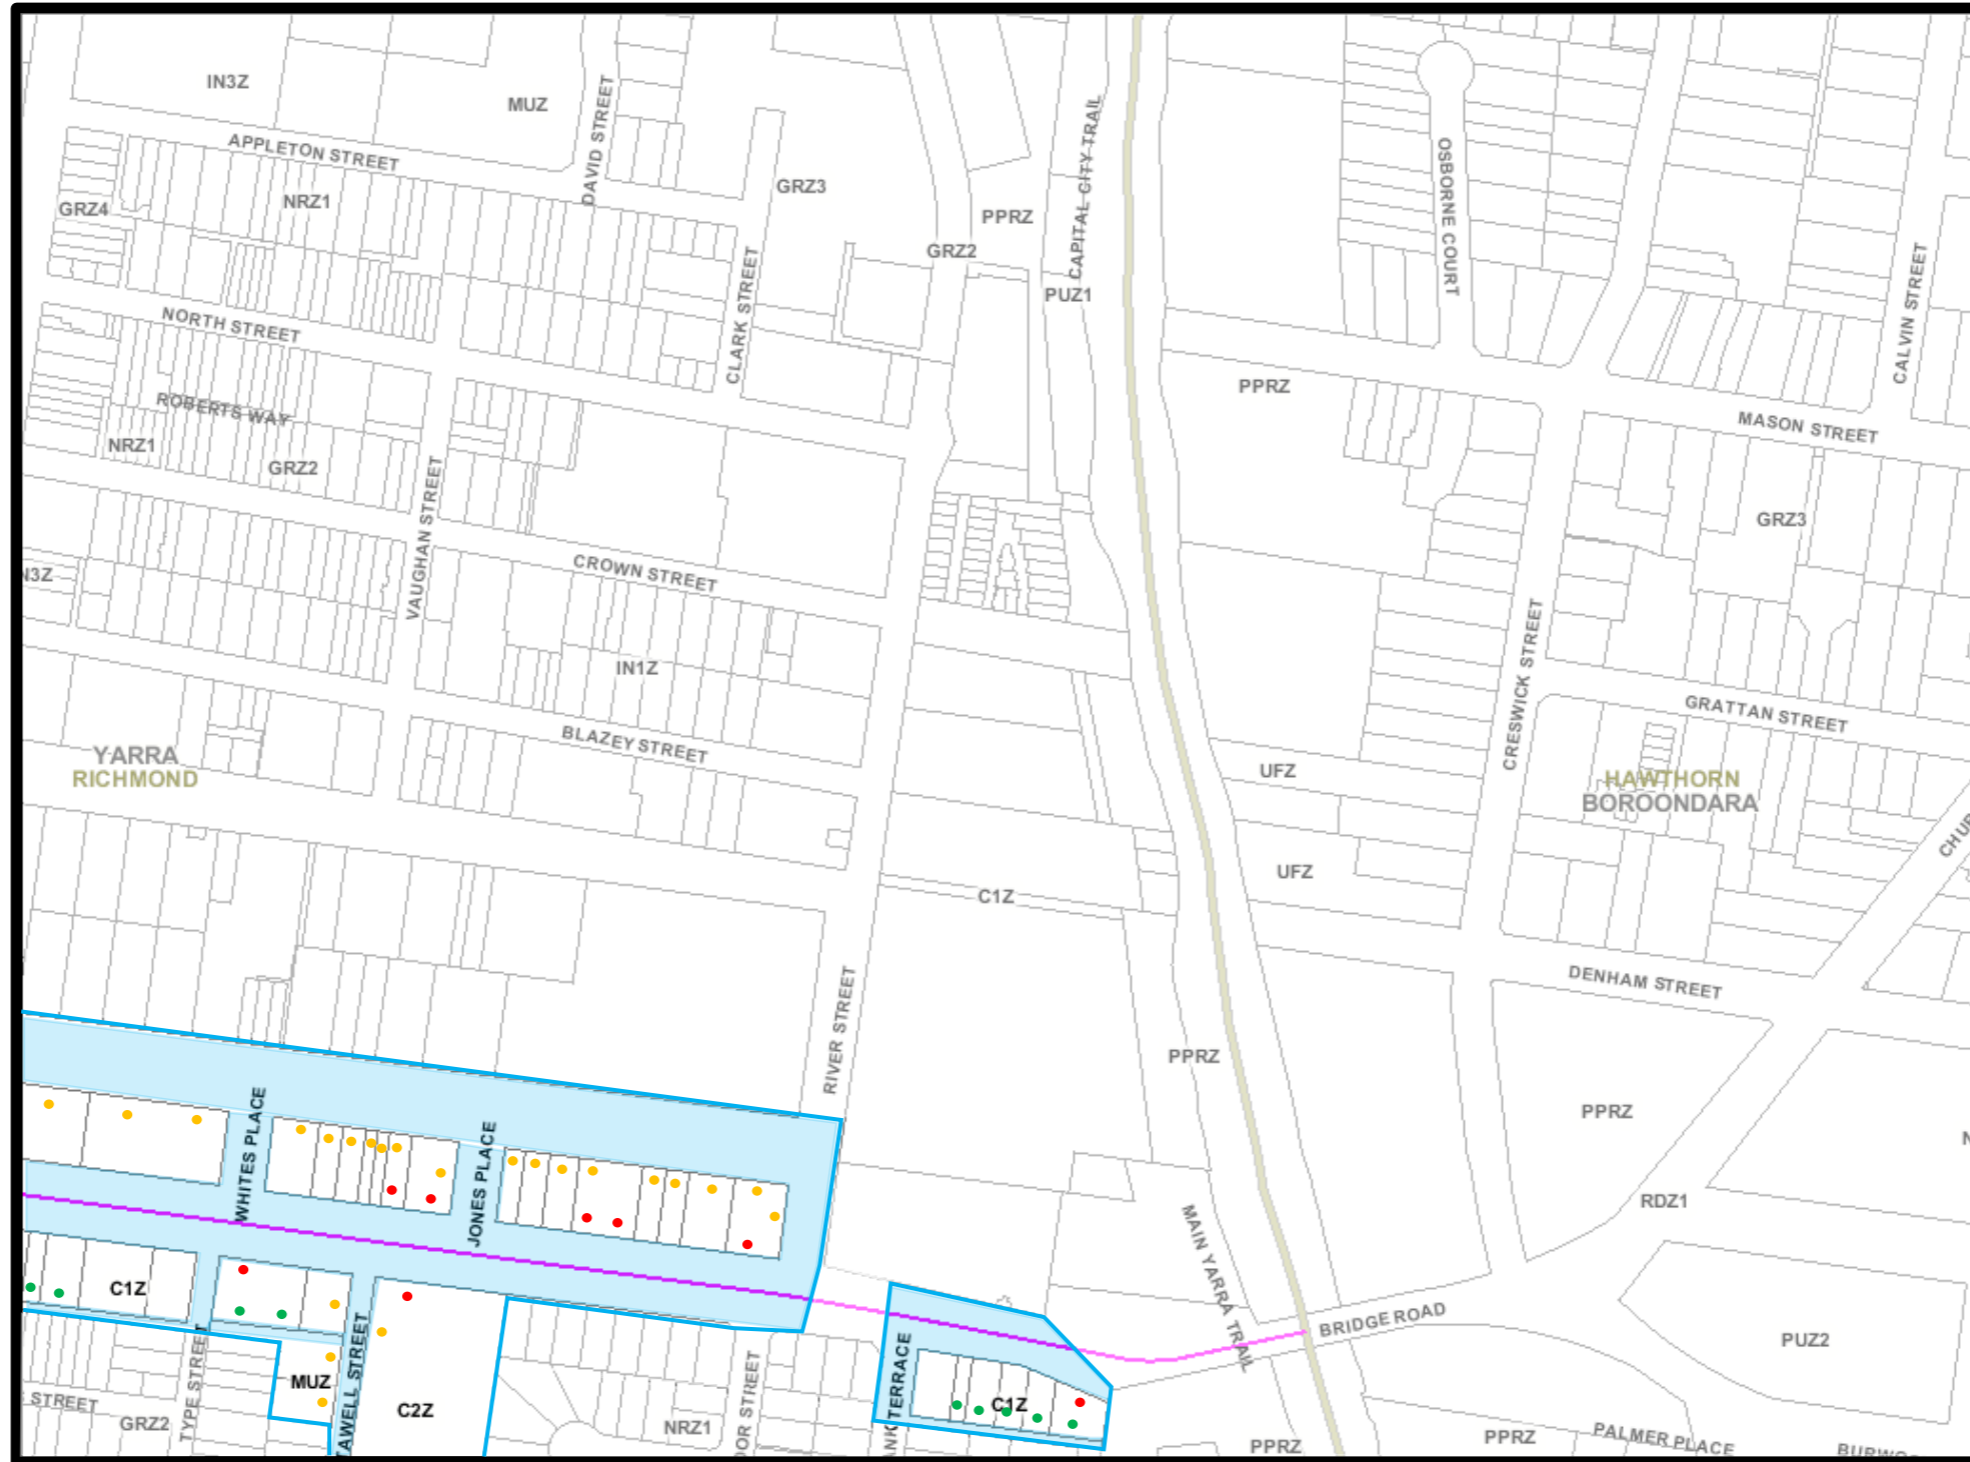 IN3Z
MUZ
DAVID STREET
APPLETON STREET
GRZ3
NRZ1
GRZ4
PPRZ
GRZ2
CAPITAL CITY TRAIL
PUZ1
OSBORNE COURT
CALVIN STREET
NORTH STREET
CLARK STREET
PPRZ
MASON STREET
ROBERTS WAY
NRZ1
GRZ2
VAUGHAN STREET
GRZ3
CROWN STREET
IN1Z
CRESWICK STREET
GRATTAN STREET
BLAZEY STREET
YARRA
RICHMOND
UFZ
HAWTHORN
BOROONDARA
UFZ
C1Z
DENHAM STREET
RIVER STREET
PPRZ
PPRZ
WHITES PLACE
JONES PLACE
RDZ1
MAIN YARRA TRAIL
C1Z
BRIDGE ROAD
PUZ2
MUZ
C1Z
STREET
GRZ2
TYPE STREET
TAWELL STREET
C2Z
NRZ1
OOR STREET
TERRACE
PPRZ
PPRZ
PALMER PLACE